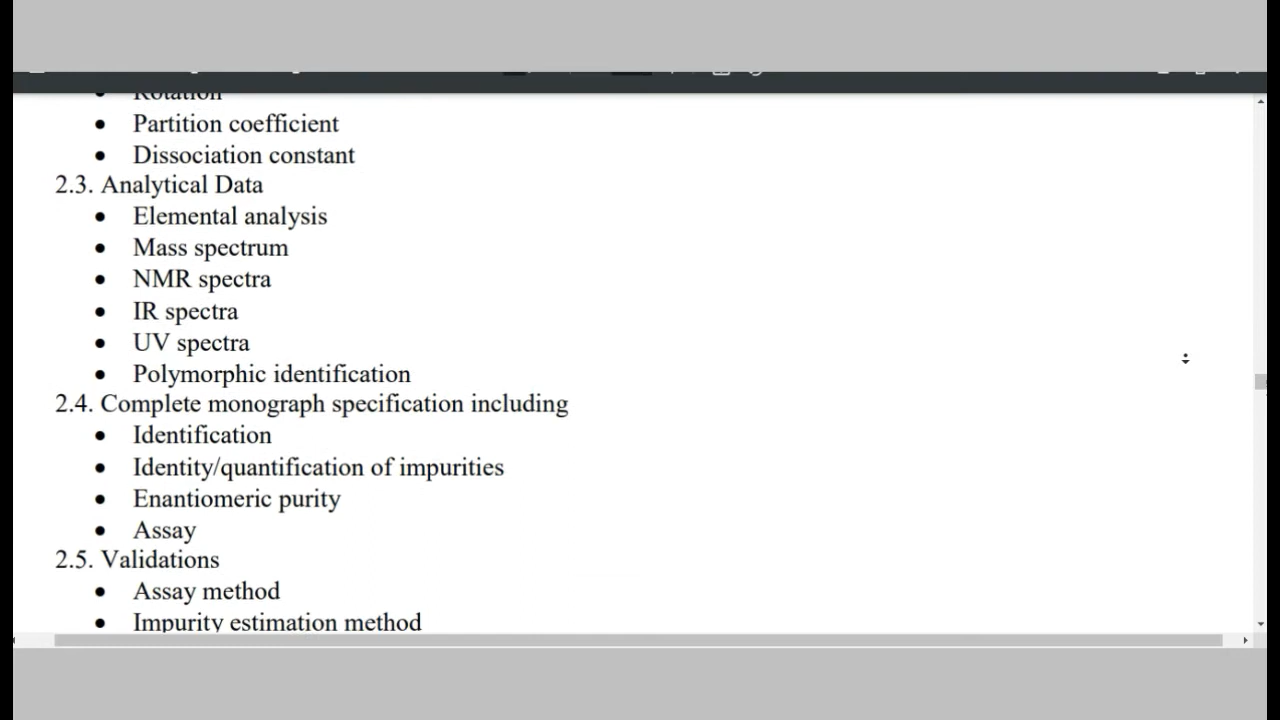 Rotation
• Partition coefficient
• Dissociation constant
2.3. Analytical Data
• Elemental analysis
• Mass spectrum
• NMR spectra
• IR spectra
• UV spectra
• Polymorphic identification
2.4. Complete monograph specification including
• Identification
• Identity/quantification of impurities
• Enantiomeric purity
• Assay
2.5. Validations
• Assay method
• Impurity estimation method